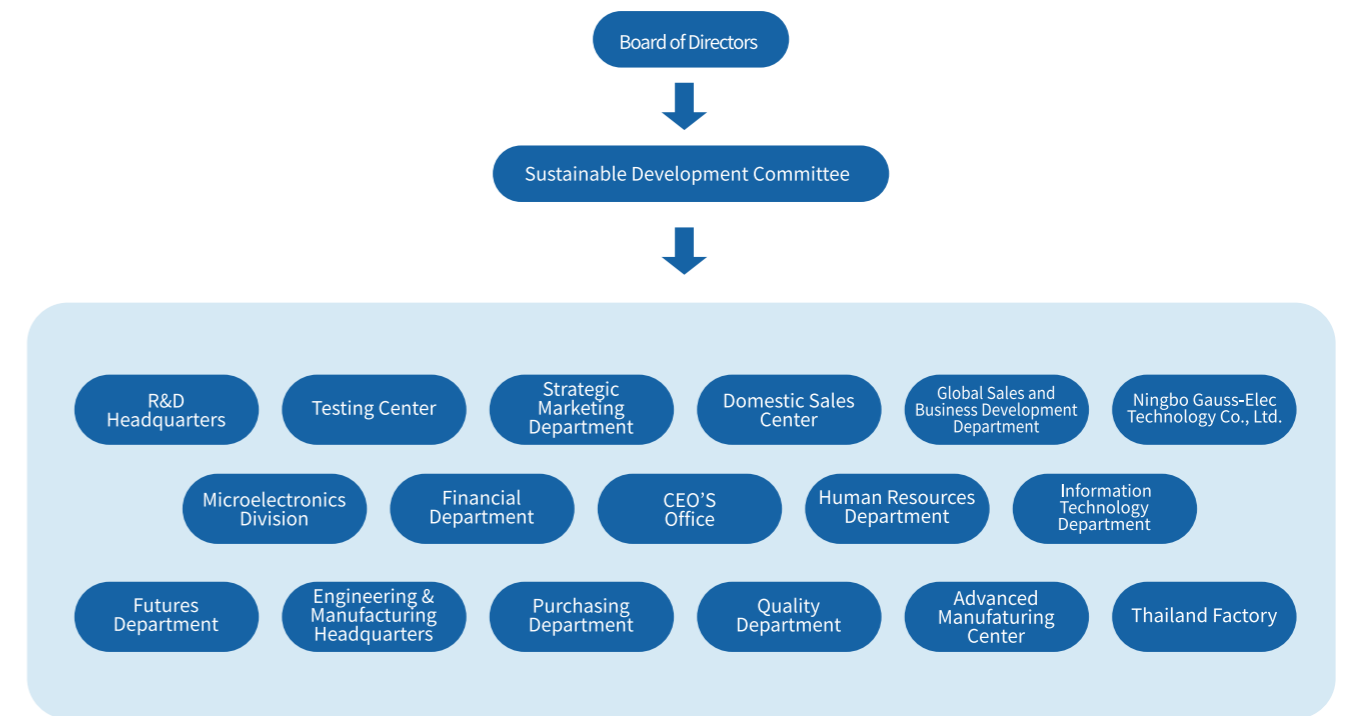 Board of Directors
Sustainable Development Committee
R&D
Headquarters
Testing Center
Strategic
Marketing
Department
Domestic Sales
Center
Global Sales and
Business Development
Department
Ningbo Gauss-Elec
Technology Co., Ltd.
Microelectronics
Division
Financial
Department
CEO’S
Office
Human Resources
Department
Information
Technology
Department
Futures
Department
Engineering &
Manufacturing
Headquarters
Purchasing
Department
Quality
Department
Advanced
Manufaturing
Center
Thailand Factory